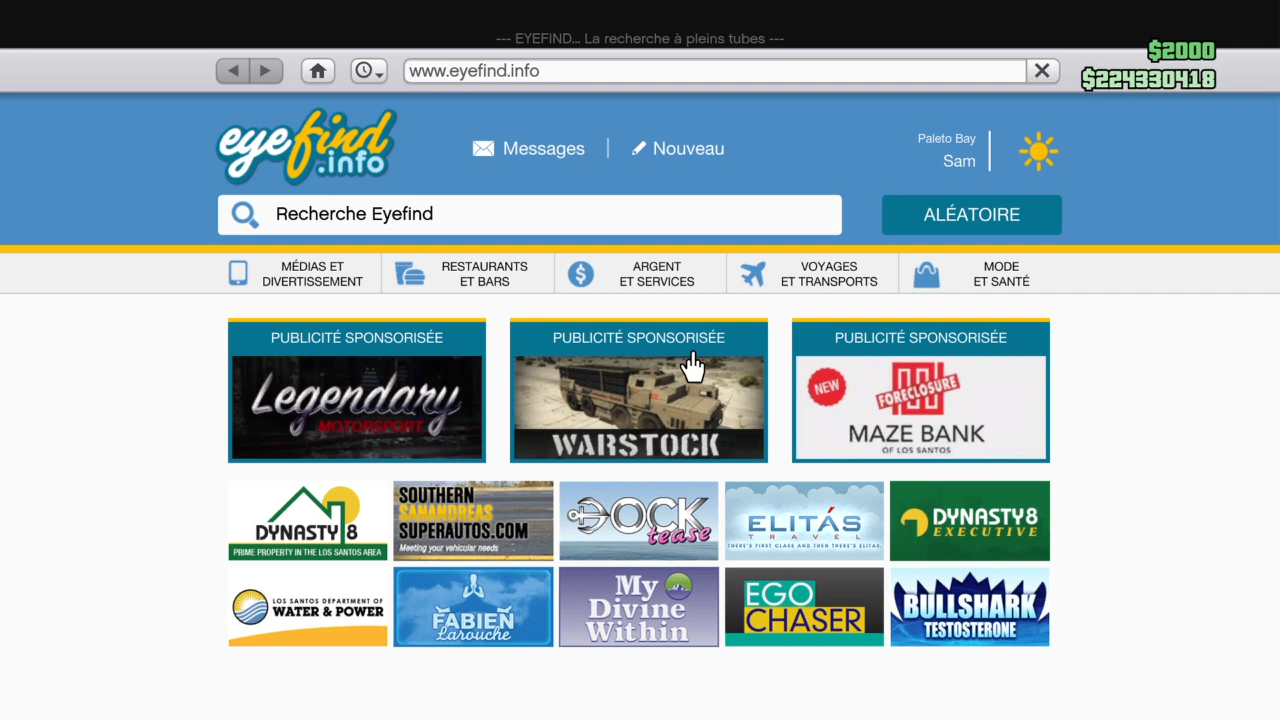 --- EYEFIND... La recherche à pleins tubes ---
$2000
www.eyefind.info
$224330418
eyefind
.info
Messages
Nouveau
Paleto Bay
Sam
Recherche Eyefind
ALÉATOIRE
MÉDIAS ET
DIVERTISSEMENT
RESTAURANTS
ET BARS
ARGENT
ET SERVICES
VOYAGES
ET TRANSPORTS
MODE
ET SANTÉ
PUBLICITÉ SPONSORISÉE
Legendary
MOTORSPORT
PUBLICITÉ SPONSORISÉE
WARSTOCK
PUBLICITÉ SPONSORISÉE
NEW
FORECLOSURE
MAZE BANK
OF LOS SANTOS
DYNASTY 8
PRIME PROPERTY IN THE LOS SANTOS AREA
SOUTHERN
SANANDREAS
SUPERAUTOS.COM
Meeting your vehicular needs
DOCK
tease
ELITÁS
TRAVEL
THERE'S FIRST CLASS AND THEN THERE'S ELITAS
DYNASTY 8
EXECUTIVE
LOS SANTOS DEPARTMENT OF
WATER & POWER
FABIEN
Larouche
My
Divine
Within
EGO
CHASER
BULLSHARK
TESTOSTERONE